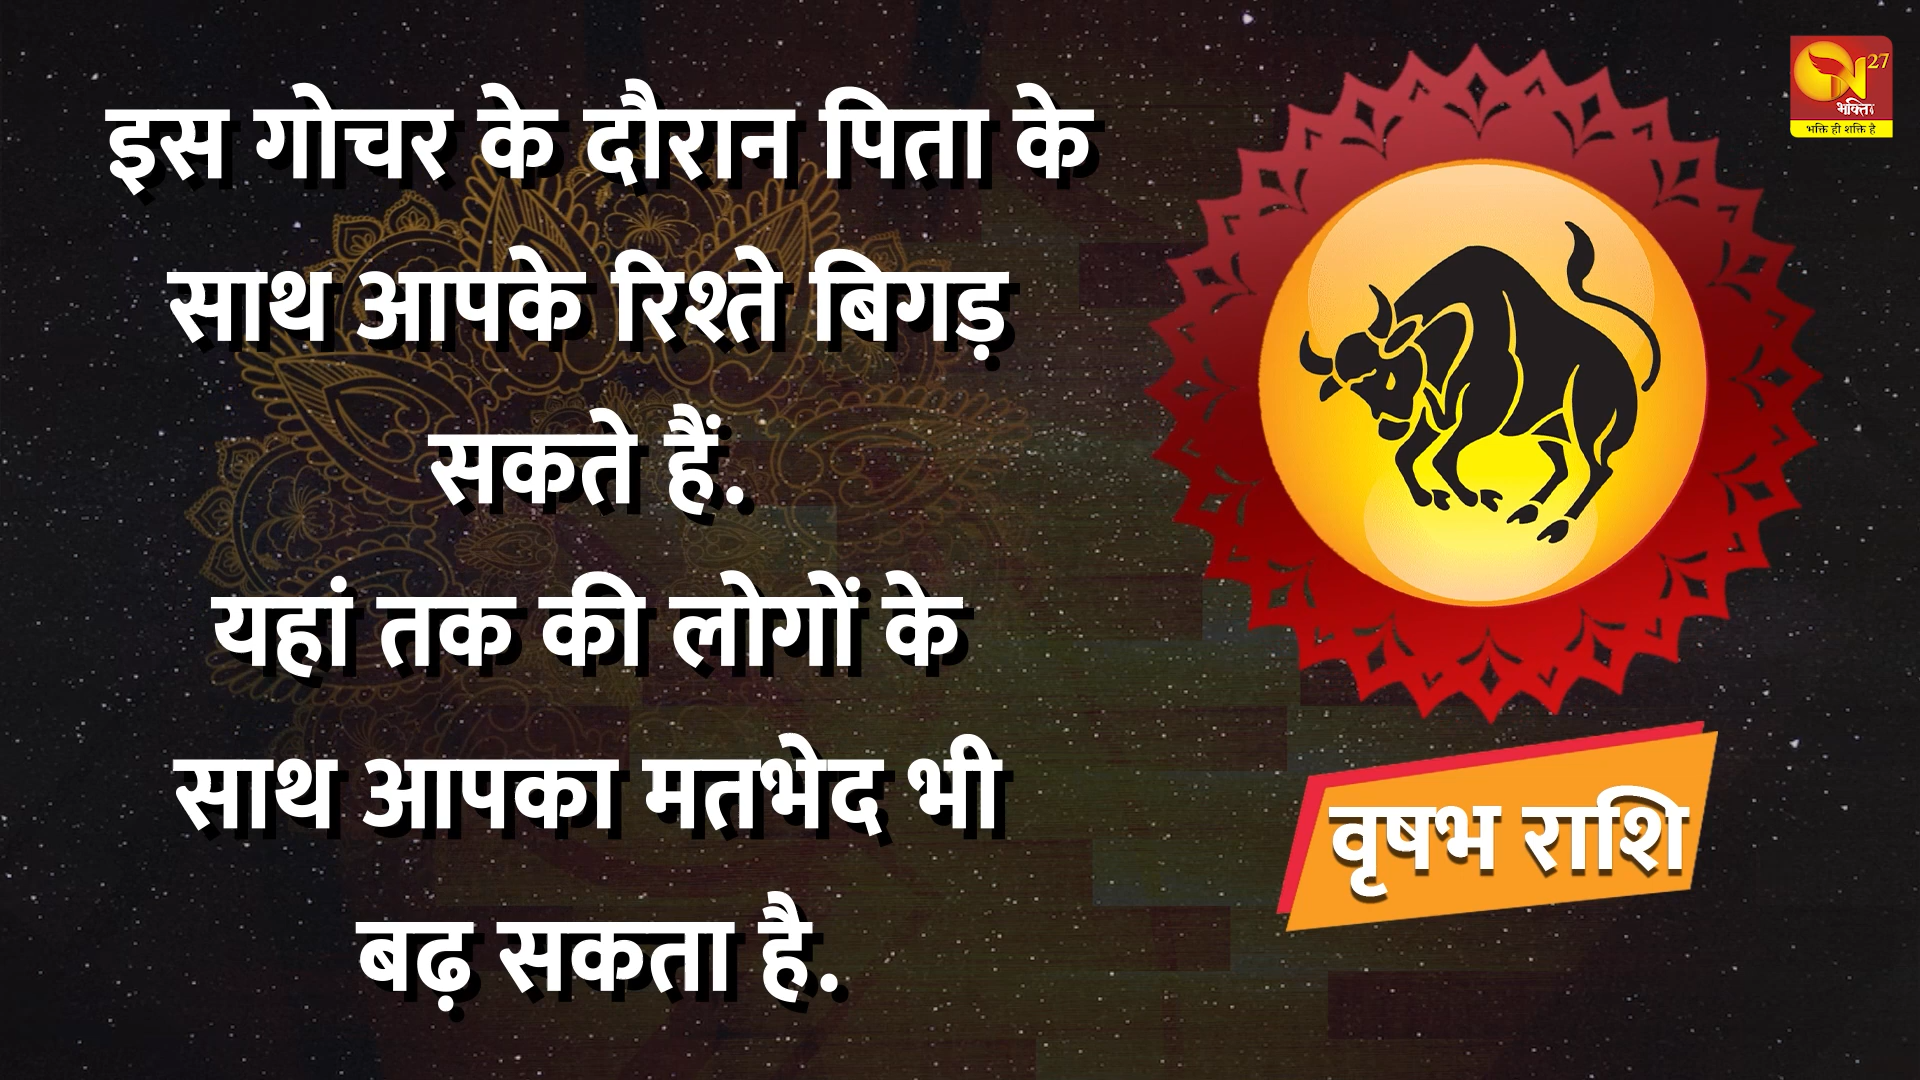 इस गोचर के दौरान पिता के
साथ आपके रिश्ते बिगड़
सकते हैं.
यहां तक की लोगों के
साथ आपका मतभेद भी
बढ़ सकता है.
वृषभ राशि
27
भक्ति
भक्ति ही शक्ति है